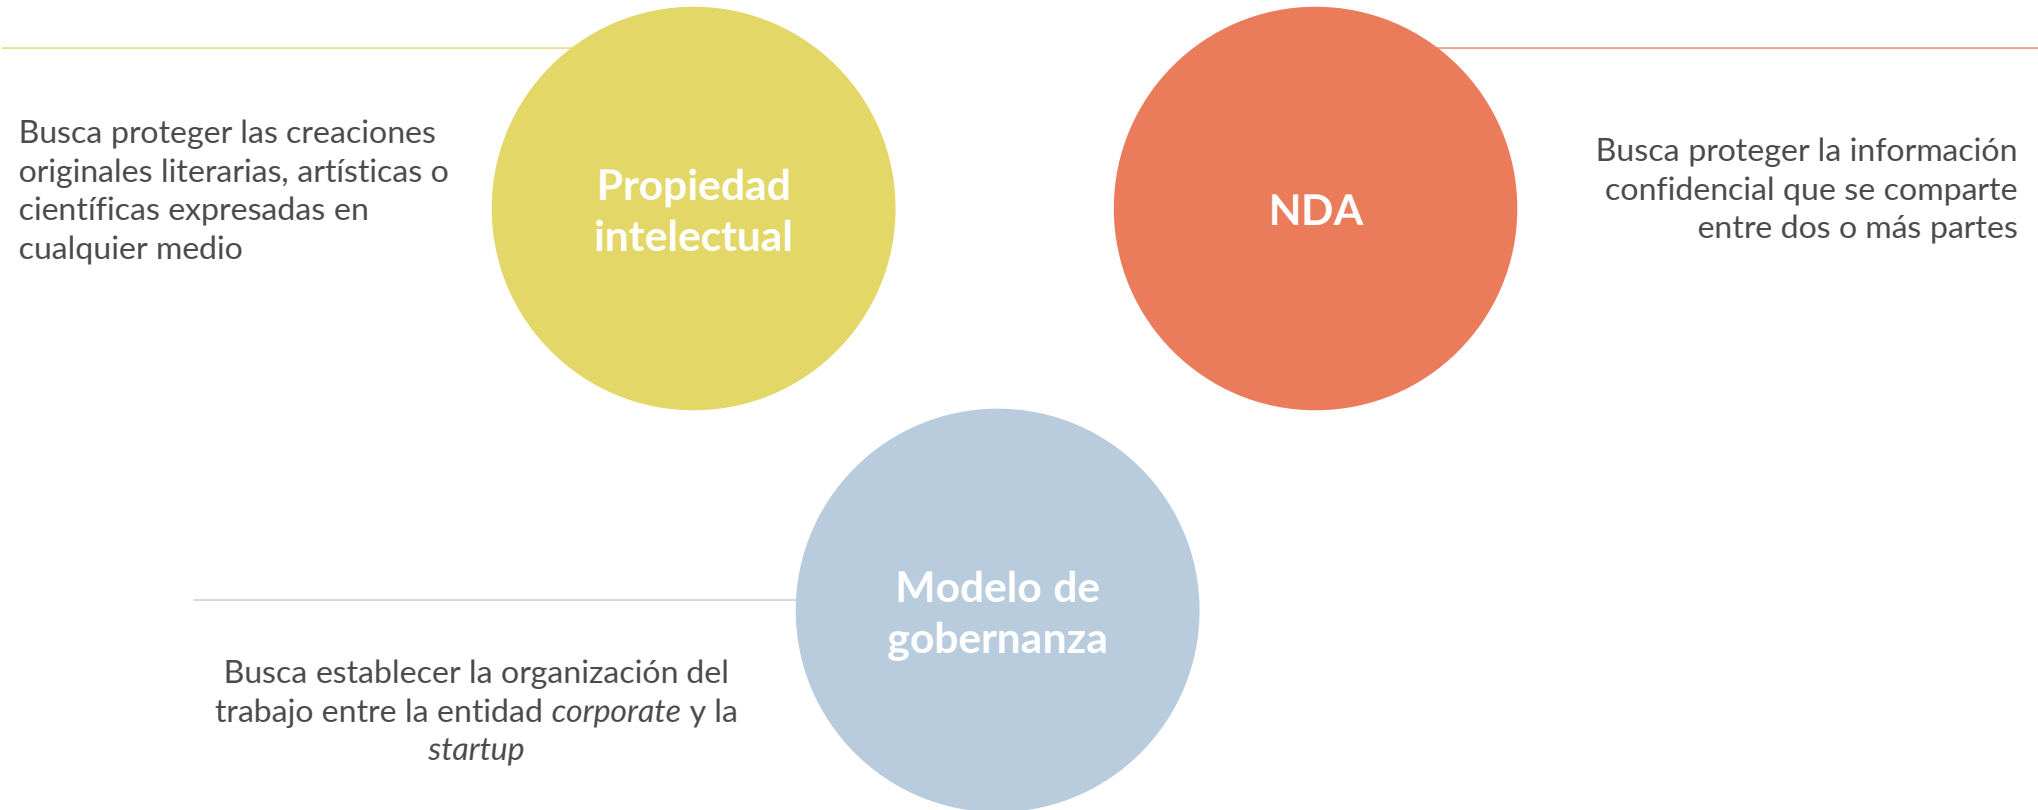 Busca proteger las creaciones
originales literarias, artísticas o
científicas expresadas en
cualquier medio
Propiedad
intelectual
NDA
Busca proteger la información
confidencial que se comparte
entre dos o más partes
Modelo de
gobernanza
Busca establecer la organización del
trabajo entre la entidad corporate y la
startup